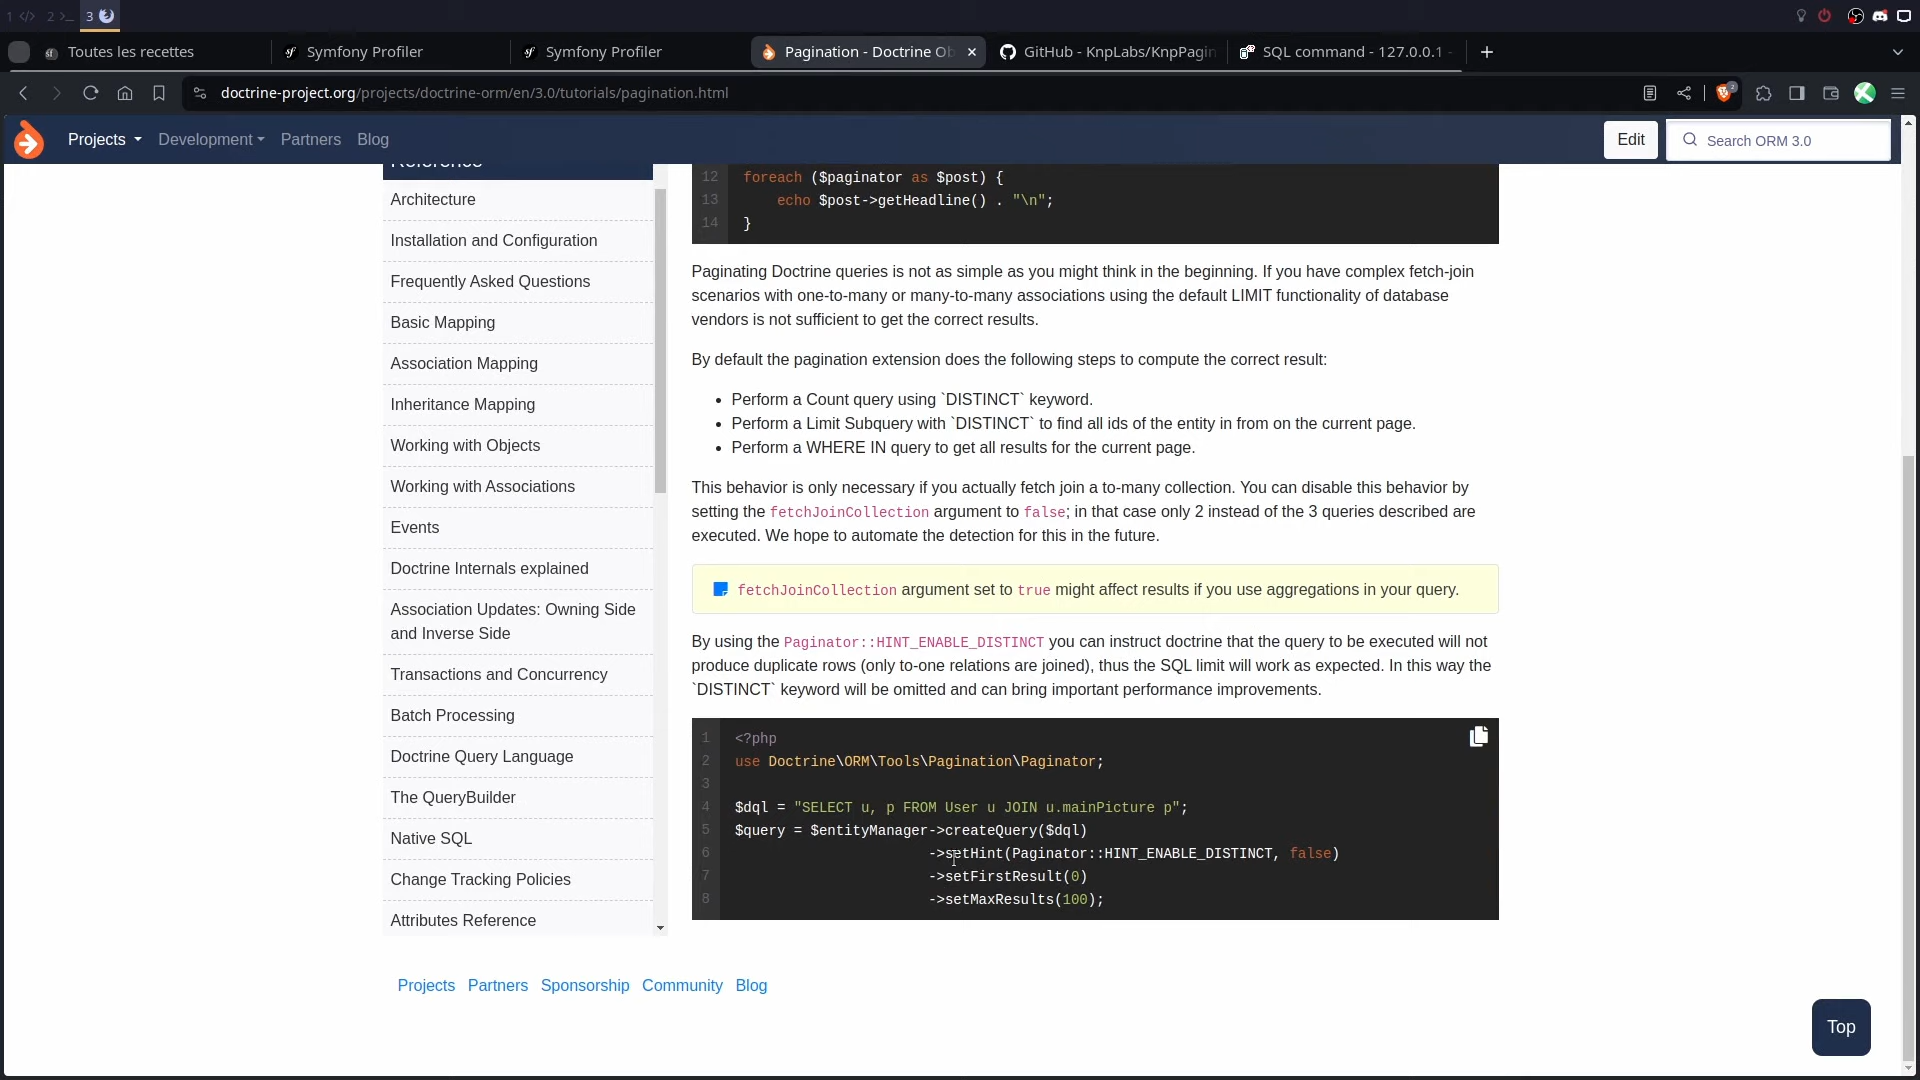 1 </> 2 >_ 3
Toutes les recettes
Symfony Profiler
Symfony Profiler
Pagination - Doctrine Ob
GitHub - KnpLabs/KnpPagin
SQL command - 127.0.0.1 -
doctrine-project.org/projects/doctrine-orm/en/3.0/tutorials/pagination.html
2
Projects
Development
Partners
Blog
Edit
Search ORM 3.0
Reference
Architecture
Installation and Configuration
Frequently Asked Questions
Basic Mapping
Association Mapping
Inheritance Mapping
Working with Objects
Working with Associations
Events
Doctrine Internals explained
Association Updates: Owning Side
and Inverse Side
Transactions and Concurrency
Batch Processing
Doctrine Query Language
The QueryBuilder
Native SQL
Change Tracking Policies
Attributes Reference
12 foreach ($paginator as $post) {
13 echo $post->getHeadline() . "\n";
14 }
Paginating Doctrine queries is not as simple as you might think in the beginning. If you have complex fetch-join
scenarios with one-to-many or many-to-many associations using the default LIMIT functionality of database
vendors is not sufficient to get the correct results.
By default the pagination extension does the following steps to compute the correct result:
• Perform a Count query using `DISTINCT` keyword.
• Perform a Limit Subquery with `DISTINCT` to find all ids of the entity in from on the current page.
• Perform a WHERE IN query to get all results for the current page.
This behavior is only necessary if you actually fetch join a to-many collection. You can disable this behavior by
setting the fetchJoinCollection argument to false; in that case only 2 instead of the 3 queries described are
executed. We hope to automate the detection for this in the future.
fetchJoinCollection argument set to true might affect results if you use aggregations in your query.
By using the Paginator::HINT_ENABLE_DISTINCT you can instruct doctrine that the query to be executed will not
produce duplicate rows (only to-one relations are joined), thus the SQL limit will work as expected. In this way the
`DISTINCT` keyword will be omitted and can bring important performance improvements.
1 <?php
2 use Doctrine\ORM\Tools\Pagination\Paginator;
3
4 $dql = "SELECT u, p FROM User u JOIN u.mainPicture p";
5 $query = $entityManager->createQuery($dql)
6 ->setHint(Paginator::HINT_ENABLE_DISTINCT, false)
7 ->setFirstResult(0)
8 ->setMaxResults(100);
Projects Partners Sponsorship Community Blog
Top